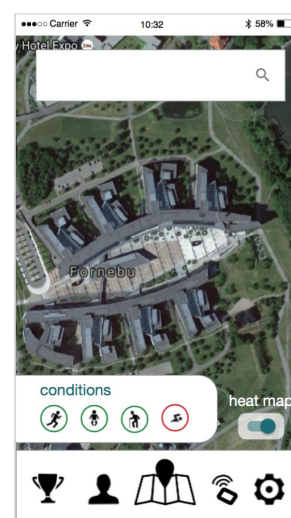 Carrier 10:32 58%
Hotel Expo
Fornebu
conditions
heat map